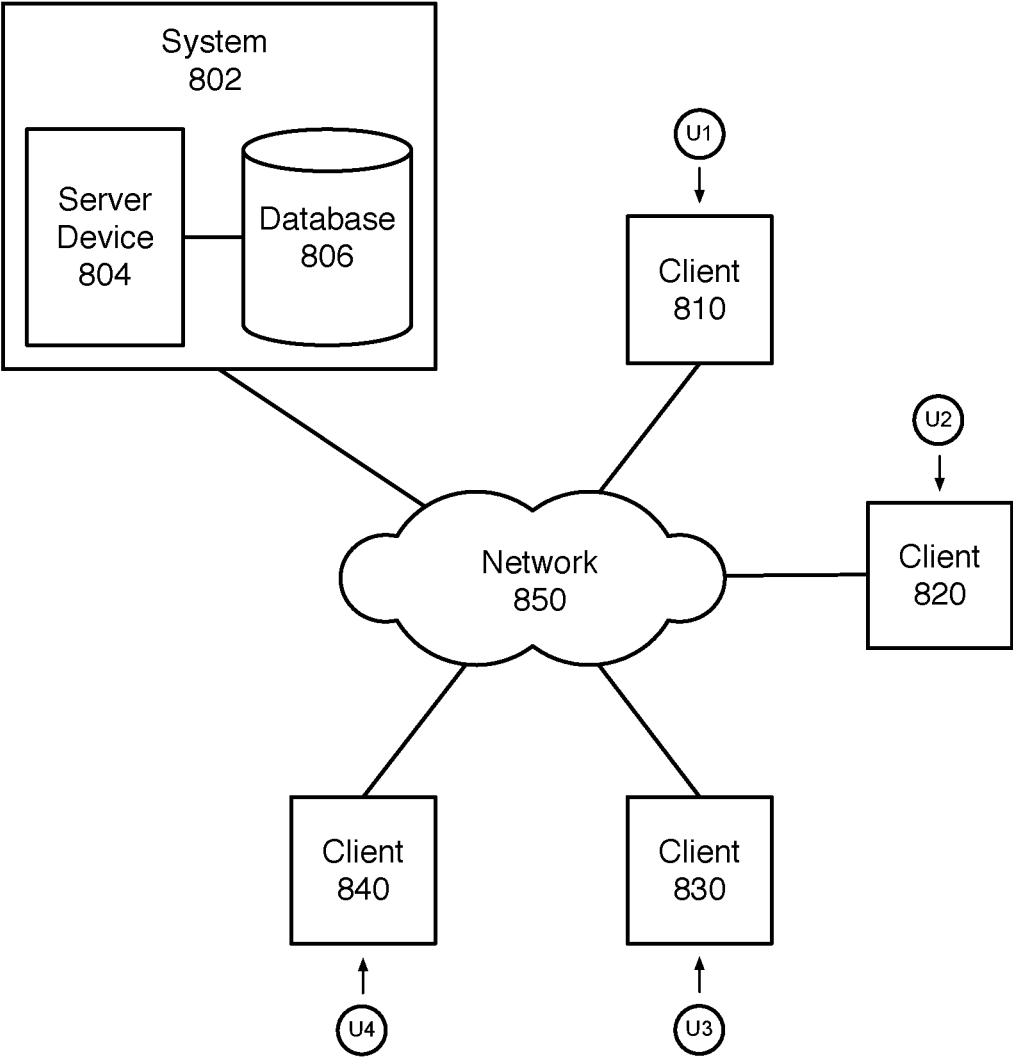 System
802
Server
Device
804
Database
806
U1
Client
810
U2
Client
820
Network
850
Client
840
Client
830
U4
U3